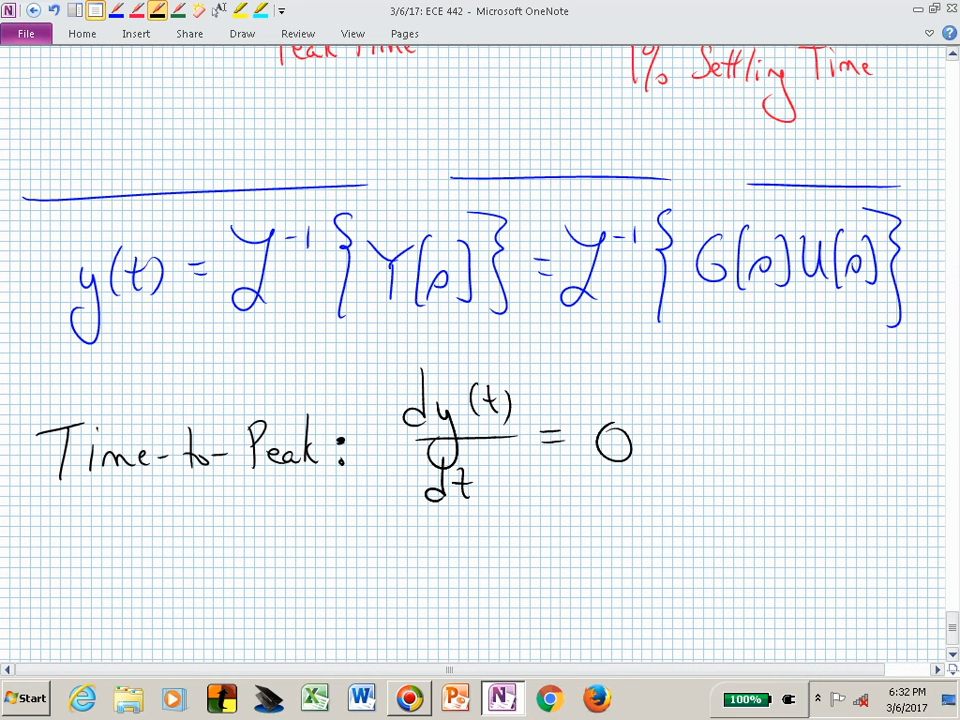 3/6/17: ECE 442 - Microsoft OneNote
File Home Insert Share Draw View Review Pages
Peak Time
1% Settling Time
y(t) = ℒ⁻¹{Y(s)} = ℒ⁻¹{G(s)U(s)}
Time-to-Peak: dy(t)/dt = 0
Start
100%
6:32 PM
3/6/2017